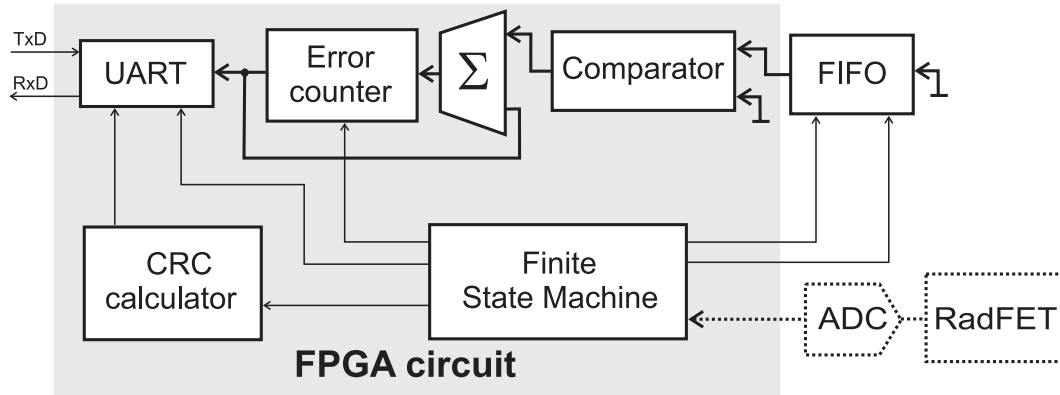 TxD
RxD
UART
Error
counter
Σ
Comparator
FIFO
CRC
calculator
Finite
State Machine
ADC
RadFET
FPGA circuit